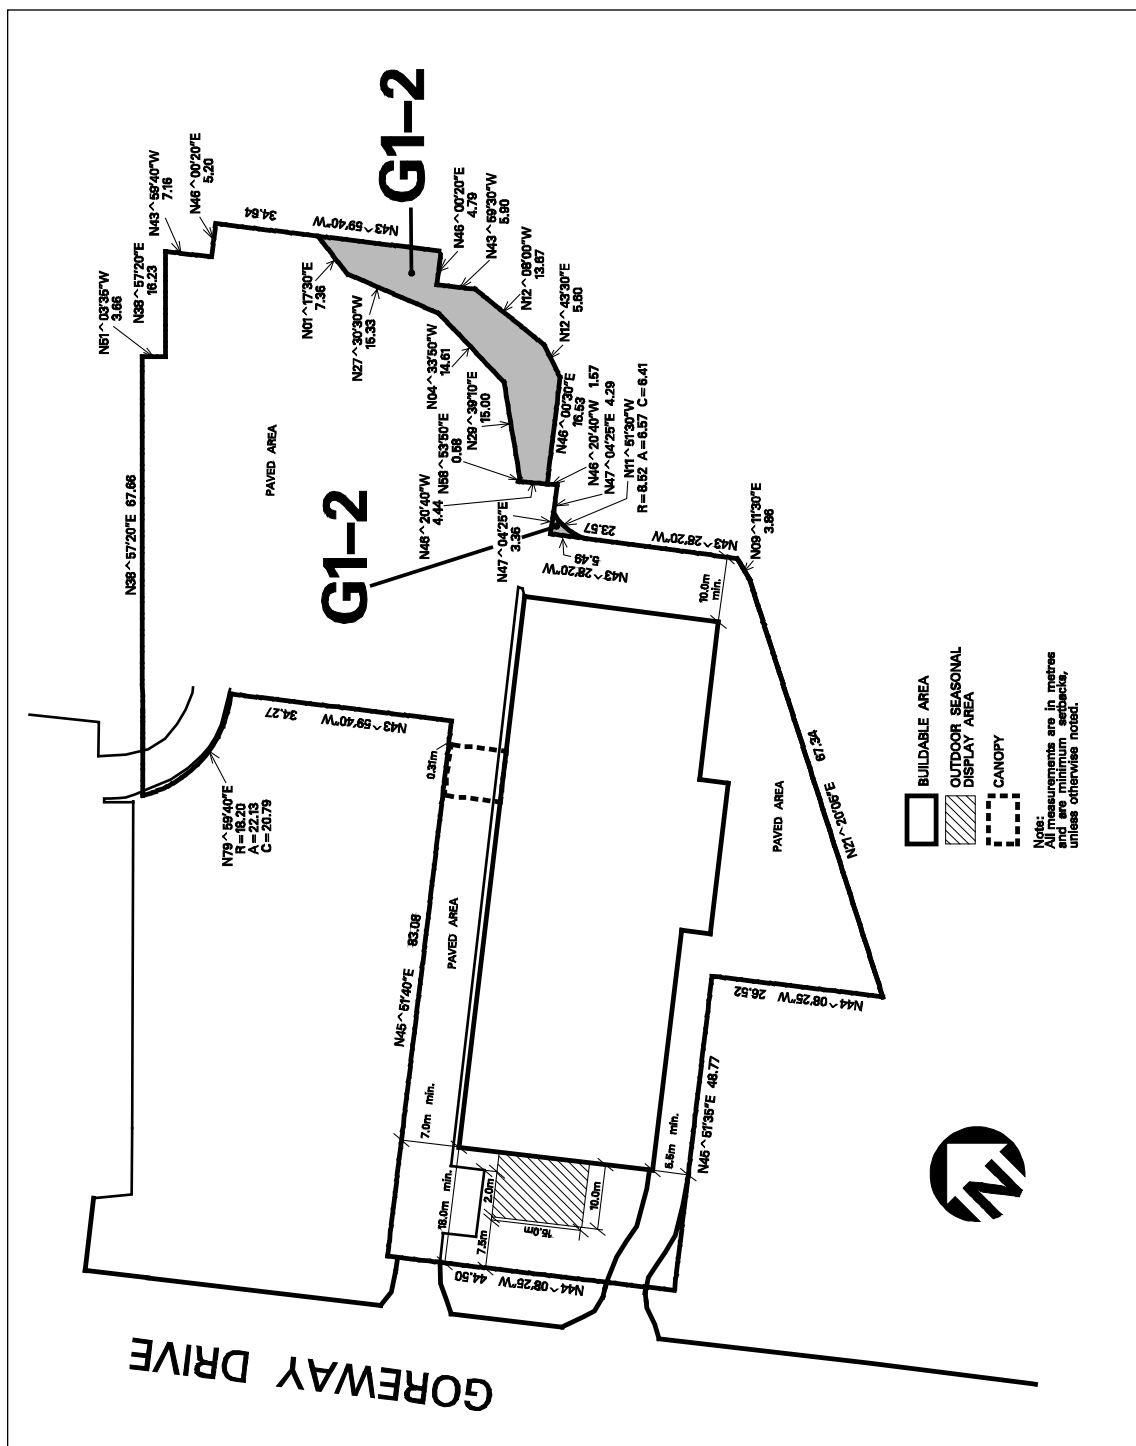 G1–2
G1–2
N51^03'35"W
3.66
N38^57'20"E
16.23
N43^59'40"W
7.16
N46^00'20"E
5.20
34.64
N43^59'40"W
N46^00'20"E
4.79
N43^59'30"W
5.90
N12^08'00"W
13.67
N12^43'30"E
5.60
N01^17'30"E
7.36
N27^30'30"W
15.33
N04^33'50"W
14.61
N29^39'10"E
15.00
N58^53'50"E
0.58
N46^20'40"W
4.44
N46^00'30"E
16.53
N46^20'40"W 1.57
N47^04'25"E 4.29
N11^51'30"W
R=8.52 A=6.57 C=6.41
N47^04'25"E
3.36
23.57
N43^28'20"W
5.49
N43^28'20"W
N09^11'30"E
3.86
10.0m
min.
N38^57'20"E 67.66
PAVED AREA
34.27
N43^59'40"W
N79^59'40"E
R=18.20
A=22.13
C=20.79
0.31m
N45^51'40"E 83.08
PAVED AREA
PAVED AREA
N21^20'05"E 67.34
N44^08'25"W 26.52
N45^51'35"E 48.77
7.0m min.
5.5m min.
18.0m min.
2.0m
10.0m
15.0m
7.5m
44.50 N44^08'25"W
GOREWAY DRIVE
BUILDABLE AREA
OUTDOOR SEASONAL
DISPLAY AREA
CANOPY
Note:
All measurements are in metres
and are minimum setbacks,
unless otherwise noted.
N